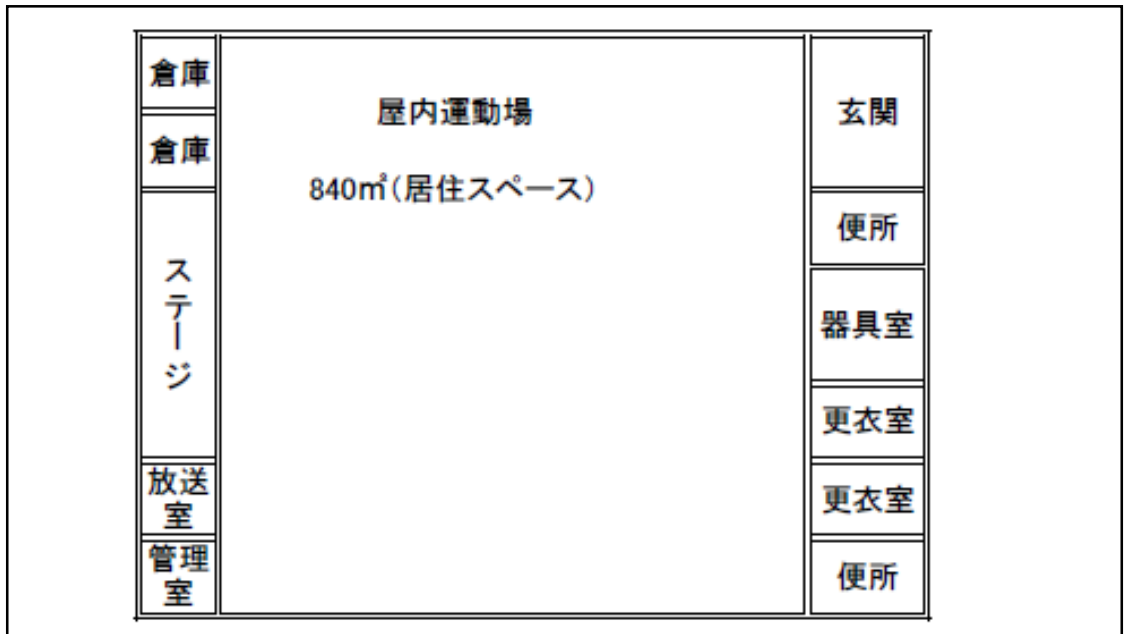 倉庫
倉庫
ステージ
放送
室
管理
室
屋内運動場
840㎡(居住スペース)
玄関
便所
器具室
更衣室
更衣室
便所